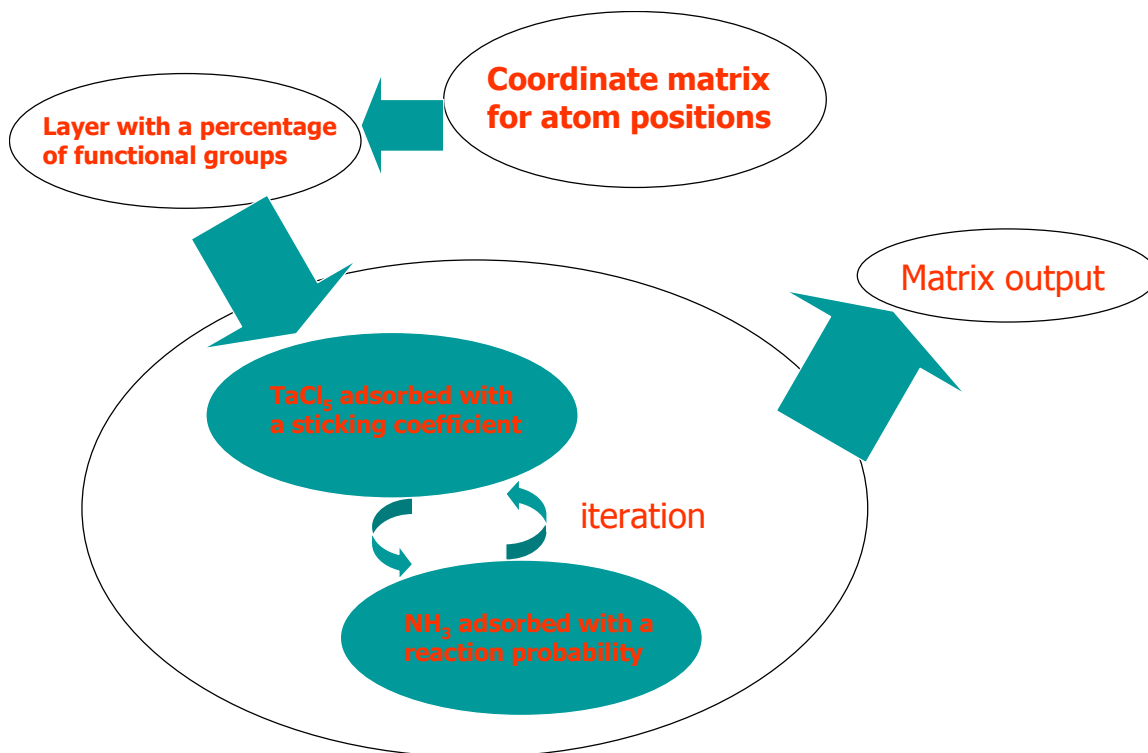 Coordinate matrix
for atom positions
Layer with a percentage
of functional groups
Matrix output
TaCl₅ adsorbed with
a sticking coefficient
iteration
NH₃ adsorbed with a
reaction probability